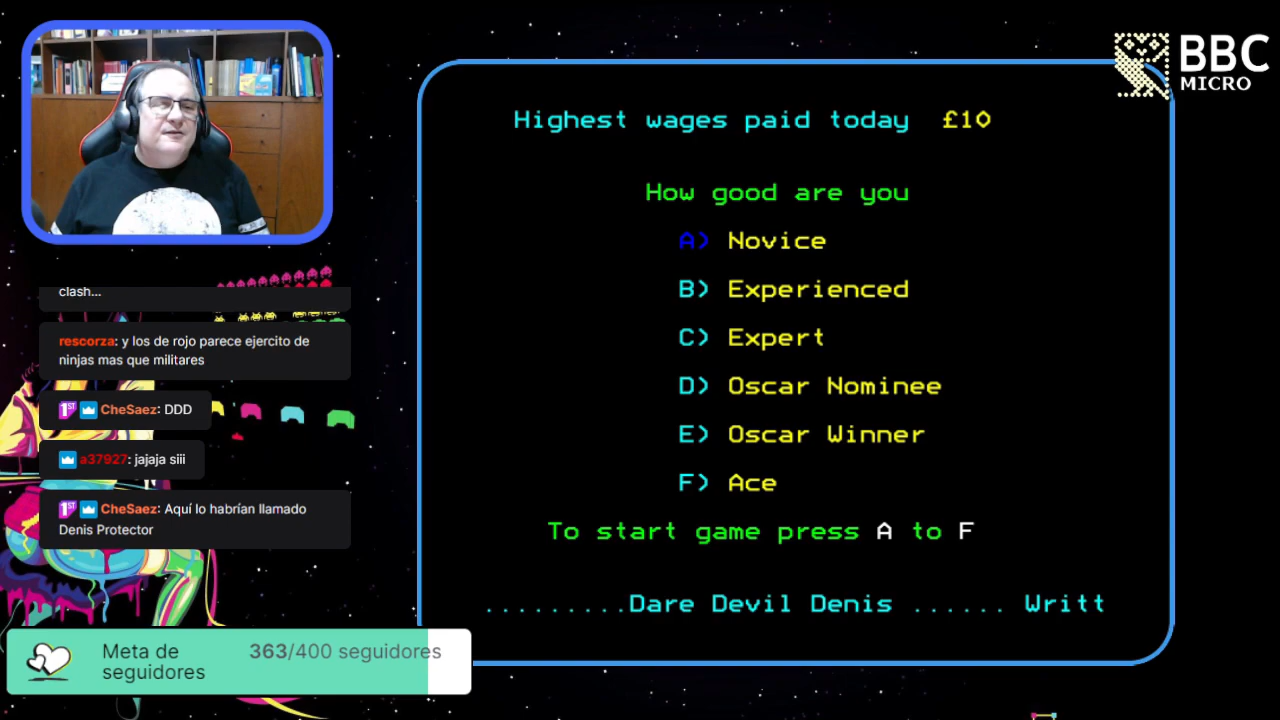 BBC
MICRO
Highest wages paid today £10
How good are you
A) Novice
B) Experienced
C) Expert
D) Oscar Nominee
E) Oscar Winner
F) Ace
To start game press A to F
.........Dare Devil Denis ...... Writt
clash...
rescorza: y los de rojo parece ejercito de
ninjas mas que militares
1ST CheSaez: DDD
a37927: jajaja siii
1ST CheSaez: Aquí lo habrían llamado
Denis Protector
Meta de
seguidores
363/400 seguidores